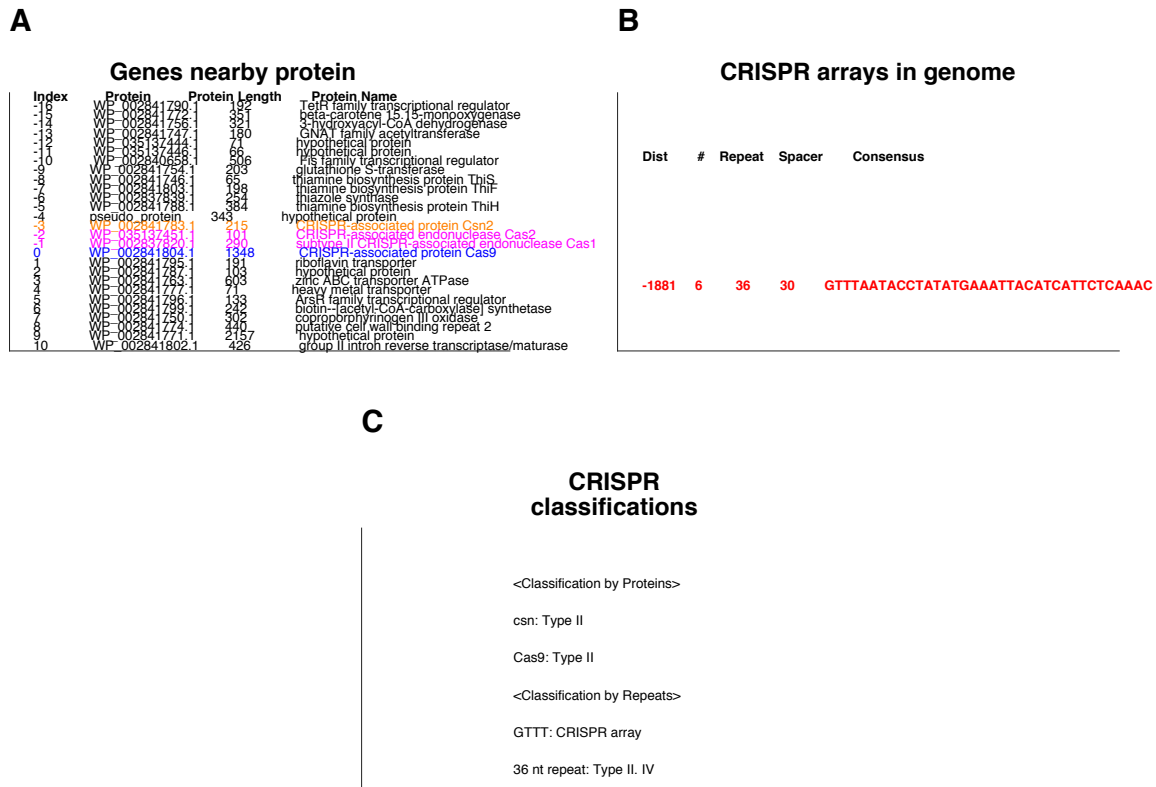 A
Genes nearby protein
Index Protein Protein Length Protein Name
-16 WP_002841790.1 192 TetR family transcriptional regulator
-15 WP_002841772.1 351 beta-carotene 15,15-monooxygenase
-14 WP_002841756.1 321 3-hydroxyacyl-CoA dehydrogenase
-13 WP_002841747.1 180 GNAT family acetyltransferase
-12 WP_035137444.1 71 hypothetical protein
-11 WP_035137446.1 66 hypothetical protein
-10 WP_002840658.1 506 Fis family transcriptional regulator
-9 WP_002841754.1 203 glutathione S-transferase
-8 WP_002841746.1 65 thiamine biosynthesis protein ThiS
-7 WP_002841803.1 198 thiamine biosynthesis protein ThiF
-6 WP_002837839.1 254 thiazole synthase
-5 WP_002841788.1 384 thiamine biosynthesis protein ThiH
-4 pseudo_protein 343 hypothetical protein
-3 WP_002841783.1 215 CRISPR-associated protein Csn2
-2 WP_035137451.1 101 CRISPR-associated endonuclease Cas2
-1 WP_002837820.1 290 subtype II CRISPR-associated endonuclease Cas1
0 WP_002841804.1 1348 CRISPR-associated protein Cas9
1 WP_002841795.1 191 riboflavin transporter
2 WP_002841787.1 103 hypothetical protein
3 WP_002841763.1 603 zinc ABC transporter ATPase
4 WP_002841777.1 71 heavy metal transporter
5 WP_002841796.1 133 ArsR family transcriptional regulator
6 WP_002841799.1 242 biotin--[acetyl-CoA-carboxylase] synthetase
7 WP_002841750.1 302 coproporphyrinogen III oxidase
8 WP_002841774.1 440 putative cell wall binding repeat 2
9 WP_002841771.1 2157 hypothetical protein
10 WP_002841802.1 426 group II intron reverse transcriptase/maturase
B
CRISPR arrays in genome
Dist # Repeat Spacer Consensus
-1881 6 36 30 GTTTAATACCTATATGAAATTACATCATTCTCAAAC
C
CRISPR
classifications
<Classification by Proteins>
csn: Type II
Cas9: Type II
<Classification by Repeats>
GTTT: CRISPR array
36 nt repeat: Type II. IV